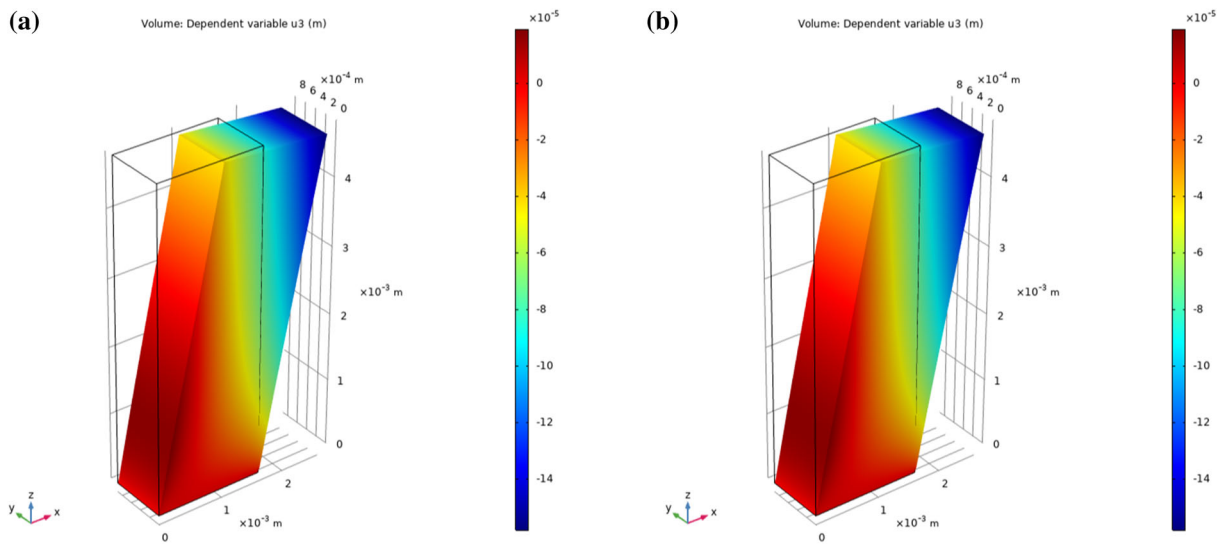 (a)
Volume: Dependent variable u3 (m)
×10⁻⁵
0
-2
-4
-6
-8
-10
-12
-14
8 6 4 2 0
×10⁻⁴ m
4
3
×10⁻³ m
2
1
0
2
1
×10⁻³ m
0
y z x
(b)
Volume: Dependent variable u3 (m)
×10⁻⁵
0
-2
-4
-6
-8
-10
-12
-14
8 6 4 2 0
×10⁻⁴ m
4
3
×10⁻³ m
2
1
0
2
1
×10⁻³ m
0
y z x